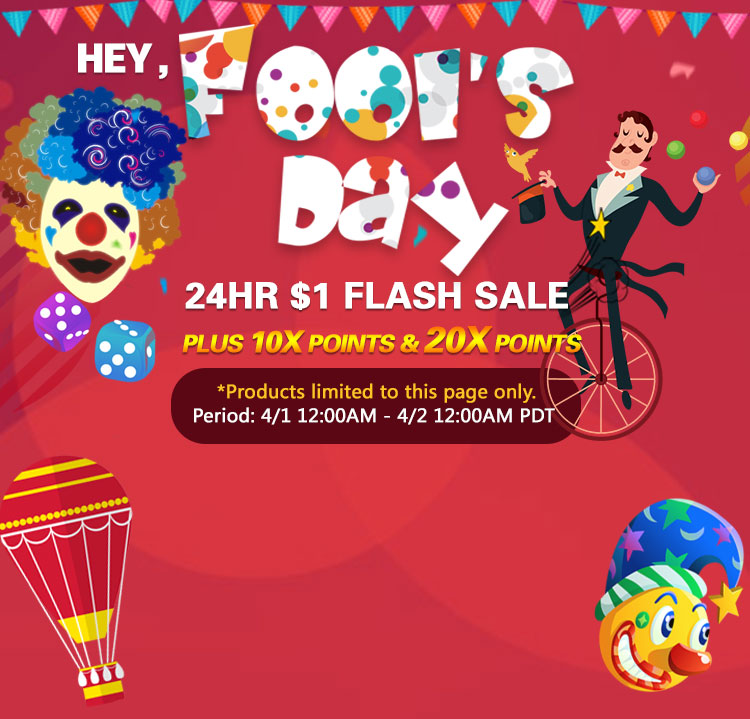 HEY, FOOl'S
Day
24HR $1 FLASH SALE
PLUS 10X POINTS & 20X POINTS
*Products limited to this page only.
Period: 4/1 12:00AM - 4/2 12:00AM PDT